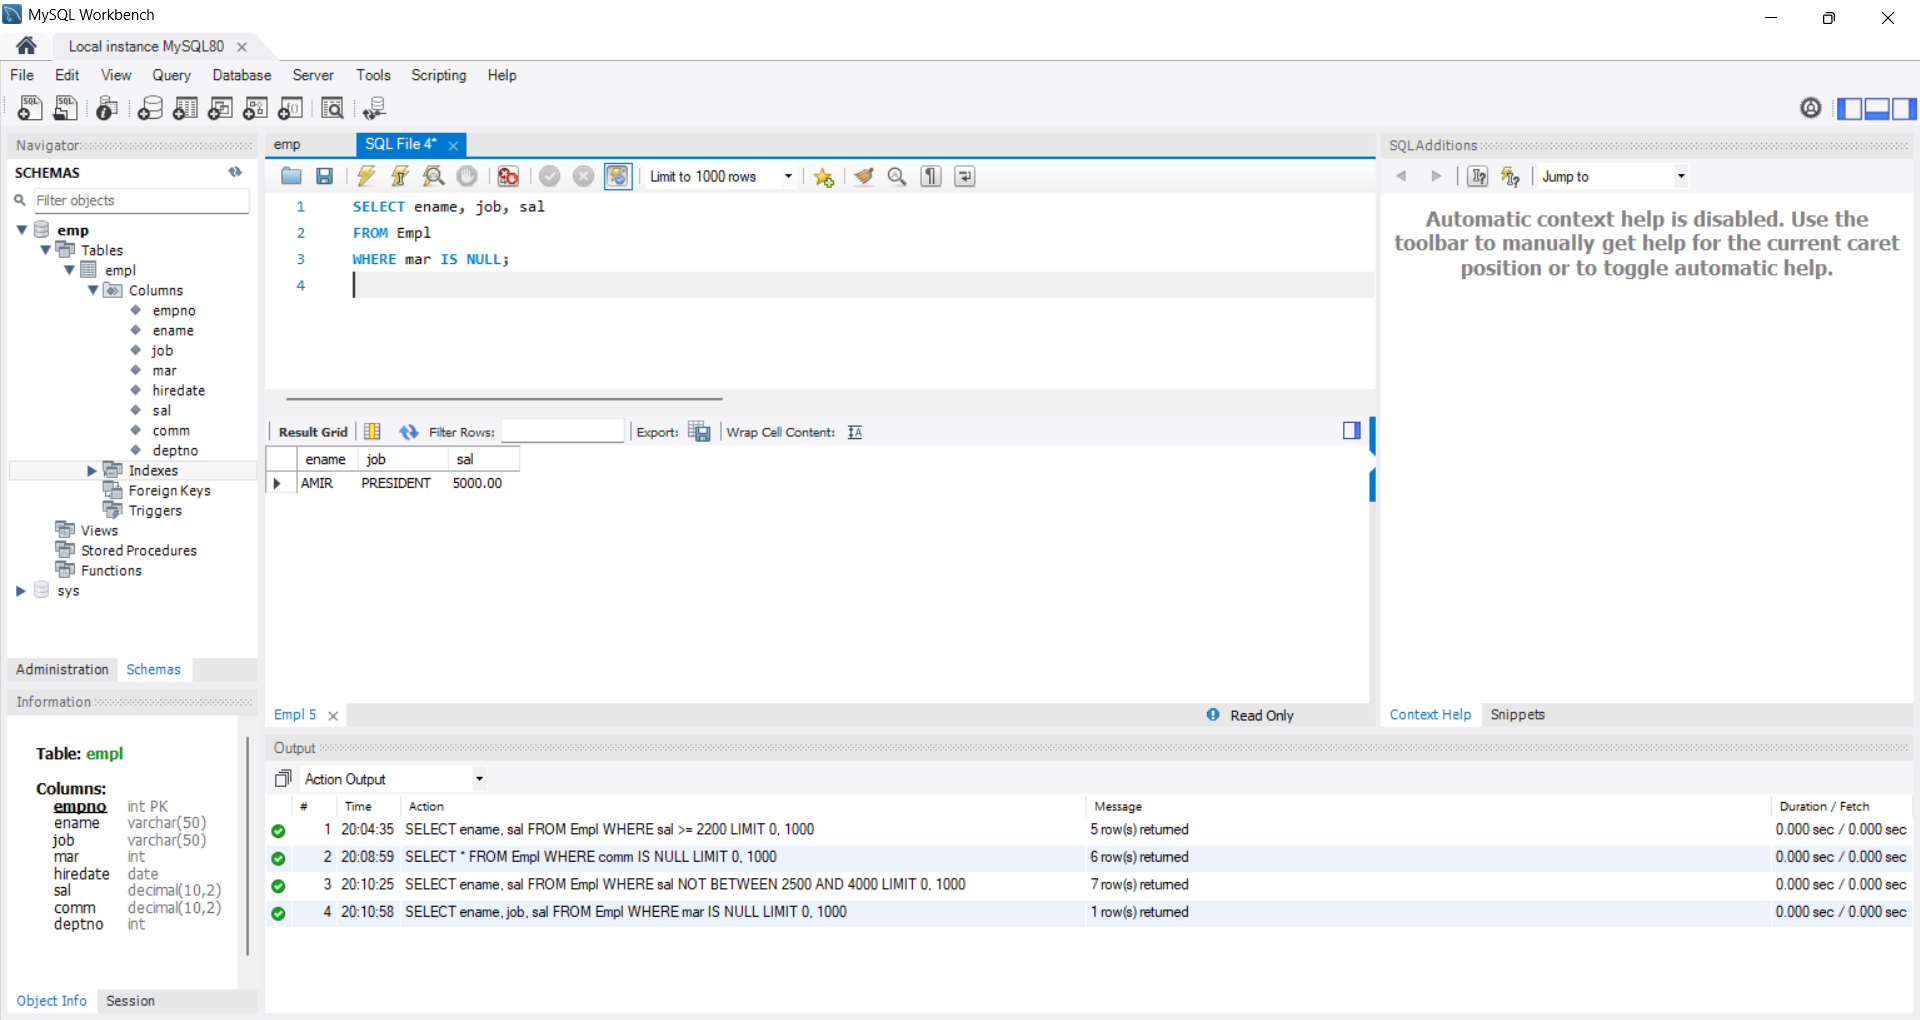 MySQL Workbench
Local instance MySQL80
File Edit View Query Database Server Tools Scripting Help
Navigator
SCHEMAS
Filter objects
emp
Tables
empl
Columns
empno
ename
job
mar
hiredate
sal
comm
deptno
Indexes
Foreign Keys
Triggers
Views
Stored Procedures
Functions
sys
Administration Schemas
Information
Table: empl
Columns:
empno int PK
ename varchar(50)
job varchar(50)
mar int
hiredate date
sal decimal(10,2)
comm decimal(10,2)
deptno int
Object Info Session
emp SQL File 4*
Limit to 1000 rows
1 SELECT ename, job, sal
2 FROM Empl
3 WHERE mar IS NULL;
4
Result Grid Filter Rows: Export: Wrap Cell Content:
ename job sal
AMIR PRESIDENT 5000.00
Empl 5 Read Only
SQLAdditions
Jump to
Automatic context help is disabled. Use the
toolbar to manually get help for the current caret
position or to toggle automatic help.
Context Help Snippets
Output
Action Output
# Time Action Message Duration / Fetch
1 20:04:35 SELECT ename, sal FROM Empl WHERE sal >= 2200 LIMIT 0, 1000 5 row(s) returned 0.000 sec / 0.000 sec
2 20:08:59 SELECT * FROM Empl WHERE comm IS NULL LIMIT 0, 1000 6 row(s) returned 0.000 sec / 0.000 sec
3 20:10:25 SELECT ename, sal FROM Empl WHERE sal NOT BETWEEN 2500 AND 4000 LIMIT 0, 1000 7 row(s) returned 0.000 sec / 0.000 sec
4 20:10:58 SELECT ename, job, sal FROM Empl WHERE mar IS NULL LIMIT 0, 1000 1 row(s) returned 0.000 sec / 0.000 sec